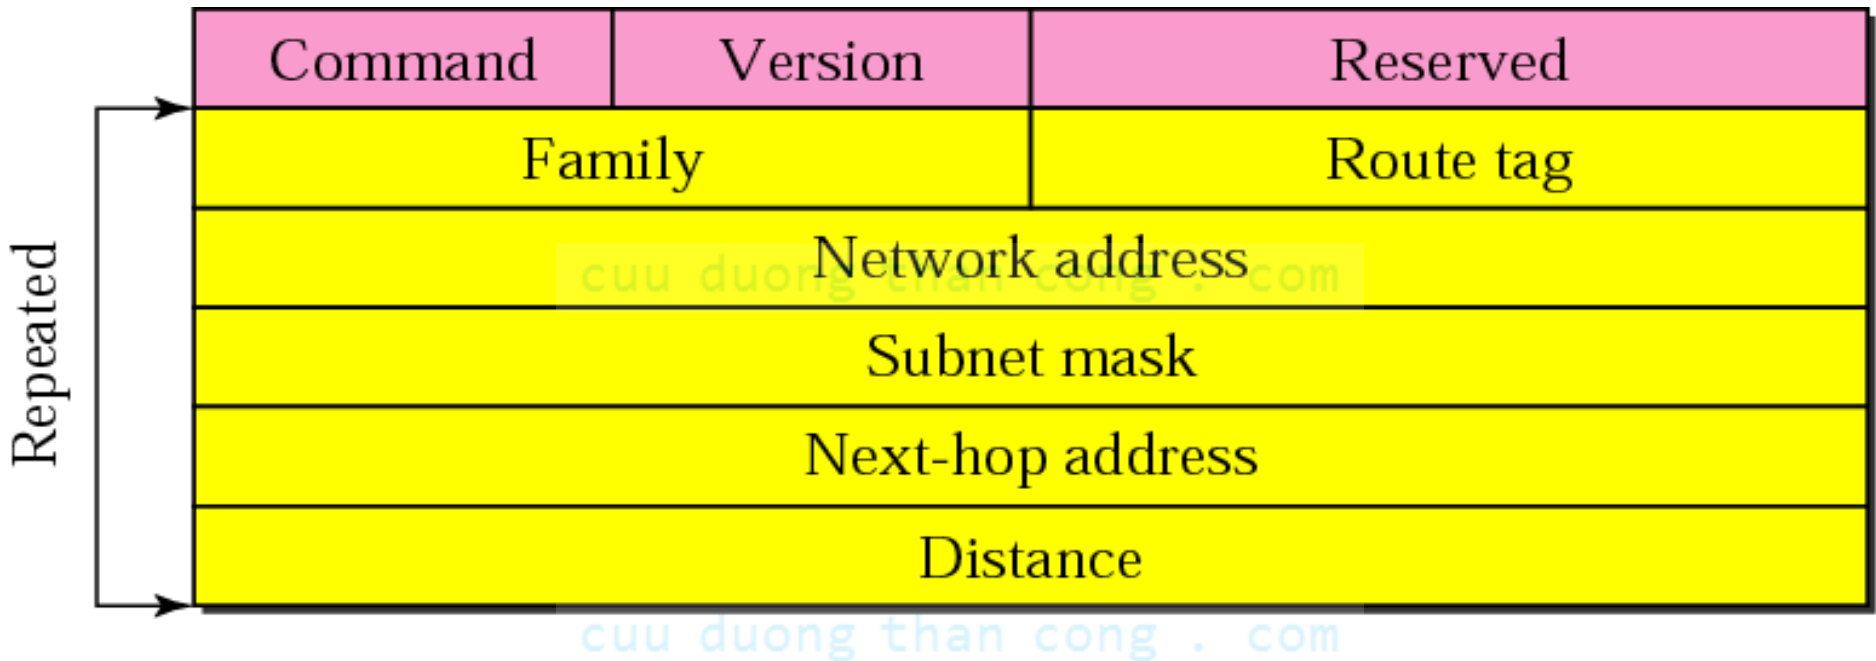 Command Version Reserved
Family Route tag
Network address
cuu duong than cong . com
Subnet mask
Next-hop address
Distance
Repeated
cuu duong than cong . com